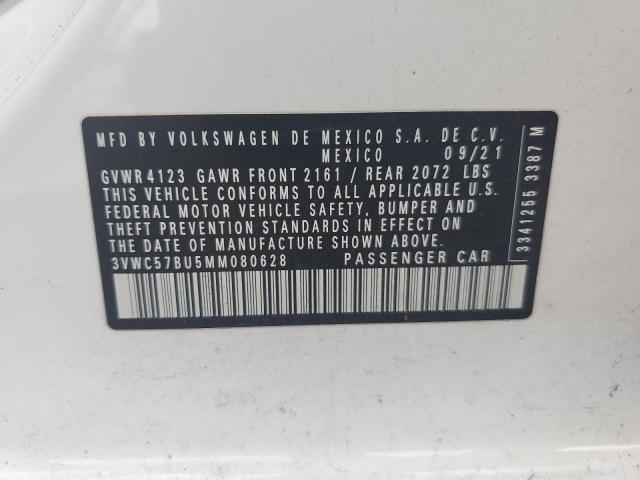 MFD BY VOLKSWAGEN DE MEXICO S.A. DE C.V.
MEXICO 09/21
GVWR 4123 GAWR FRONT 2161 / REAR 2072 LBS
THIS VEHICLE CONFORMS TO ALL APPLICABLE U.S.
FEDERAL MOTOR VEHICLE SAFETY, BUMPER AND
THEFT PREVENTION STANDARDS IN EFFECT ON
THE DATE OF MANUFACTURE SHOWN ABOVE.
3VWC57BU5MM080628 PASSENGER CAR
3341255 3387 M